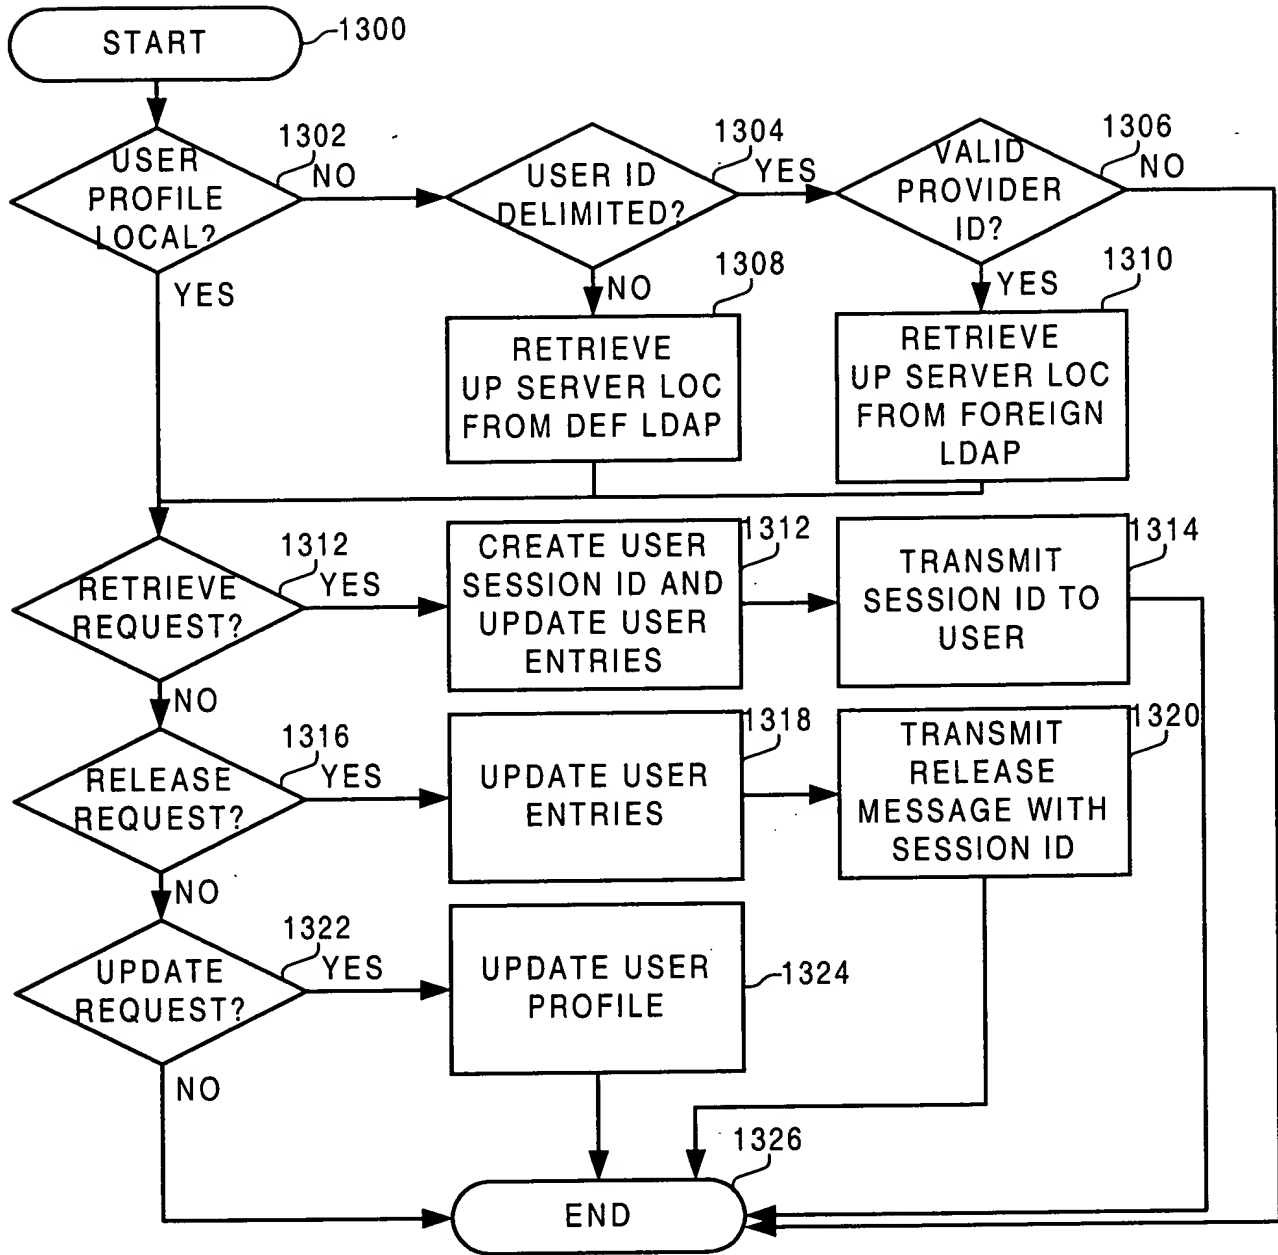 START
1300
USER
PROFILE
LOCAL?
1302
NO
YES
USER ID
DELIMITED?
1304
YES
NO
VALID
PROVIDER
ID?
1306
NO
YES
RETRIEVE
UP SERVER LOC
FROM DEF LDAP
1308
RETRIEVE
UP SERVER LOC
FROM FOREIGN
LDAP
1310
RETRIEVE
REQUEST?
1312
YES
NO
CREATE USER
SESSION ID AND
UPDATE USER
ENTRIES
1312
TRANSMIT
SESSION ID TO
USER
1314
RELEASE
REQUEST?
1316
YES
NO
UPDATE USER
ENTRIES
1318
TRANSMIT
RELEASE
MESSAGE WITH
SESSION ID
1320
UPDATE
REQUEST?
1322
YES
NO
UPDATE USER
PROFILE
1324
END
1326